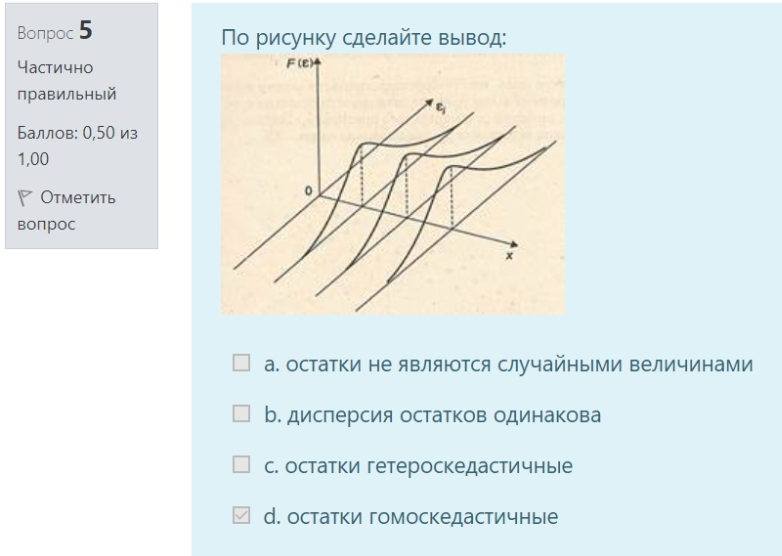 Вопрос 5
Частично
правильный
Баллов: 0,50 из
1,00
Отметить
вопрос
По рисунку сделайте вывод:
F(ε)
εi
0
x
a. остатки не являются случайными величинами
b. дисперсия остатков одинакова
c. остатки гетероскедастичные
d. остатки гомоскедастичные